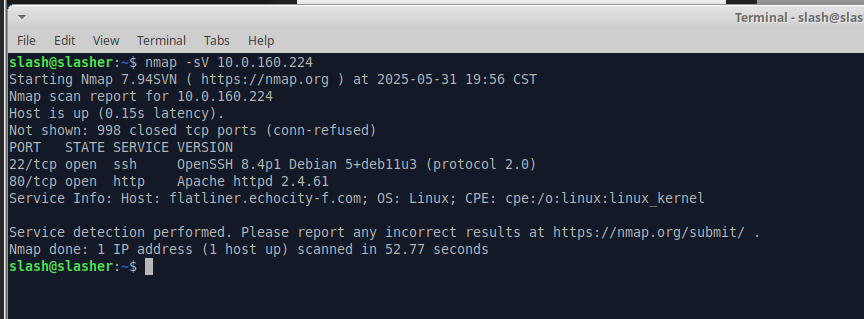 Terminal - slash@slas
File Edit View Terminal Tabs Help
slash@slasher:~$ nmap -sV 10.0.160.224
Starting Nmap 7.94SVN ( https://nmap.org ) at 2025-05-31 19:56 CST
Nmap scan report for 10.0.160.224
Host is up (0.15s latency).
Not shown: 998 closed tcp ports (conn-refused)
PORT   STATE SERVICE VERSION
22/tcp open  ssh     OpenSSH 8.4p1 Debian 5+deb11u3 (protocol 2.0)
80/tcp open  http    Apache httpd 2.4.61
Service Info: Host: flatliner.echocity-f.com; OS: Linux; CPE: cpe:/o:linux:linux_kernel
Service detection performed. Please report any incorrect results at https://nmap.org/submit/ .
Nmap done: 1 IP address (1 host up) scanned in 52.77 seconds
slash@slasher:~$